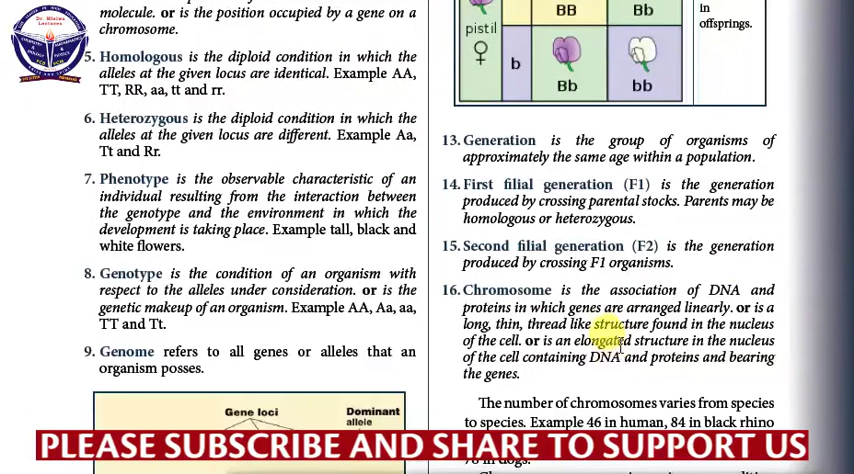 Dr. Mlelwa
Lectures
molecule. or is the position occupied by a gene on a
chromosome.
5. Homologous is the diploid condition in which the
alleles at the given locus are identical. Example AA,
TT, RR, aa, tt and rr.
6. Heterozygous is the diploid condition in which the
alleles at the given locus are different. Example Aa,
Tt and Rr.
7. Phenotype is the observable characteristic of an
individual resulting from the interaction between
the genotype and the environment in which the
development is taking place. Example tall, black and
white flowers.
8. Genotype is the condition of an organism with
respect to the alleles under consideration. or is the
genetic makeup of an organism. Example AA, Aa, aa,
TT and Tt.
9. Genome refers to all genes or alleles that an
organism posses.
Gene loci
Dominant
allele
pistil
♀
BB
Bb
b
Bb
bb
in
offsprings.
13. Generation is the group of organisms of
approximately the same age within a population.
14. First filial generation (F1) is the generation
produced by crossing parental stocks. Parents may be
homologous or heterozygous.
15. Second filial generation (F2) is the generation
produced by crossing F1 organisms.
16. Chromosome is the association of DNA and
proteins in which genes are arranged linearly. or is a
long, thin, thread like structure found in the nucleus
of the cell. or is an elongated structure in the nucleus
of the cell containing DNA and proteins and bearing
the genes.
The number of chromosomes varies from species
to species. Example 46 in human, 84 in black rhino
78 in dogs.
PLEASE SUBSCRIBE AND SHARE TO SUPPORT US